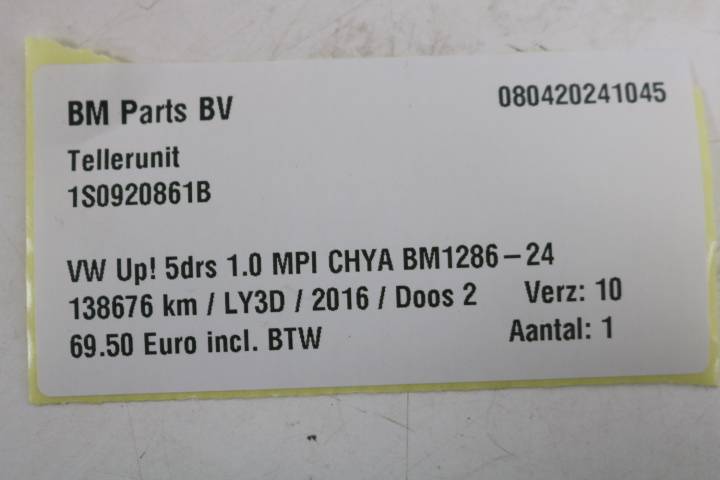 BM Parts BV 080420241045
Tellerunit
1S0920861B
VW Up! 5drs 1.0 MPI CHYA BM1286-24
138676 km / LY3D / 2016 / Doos 2 Verz: 10
69.50 Euro incl. BTW Aantal: 1